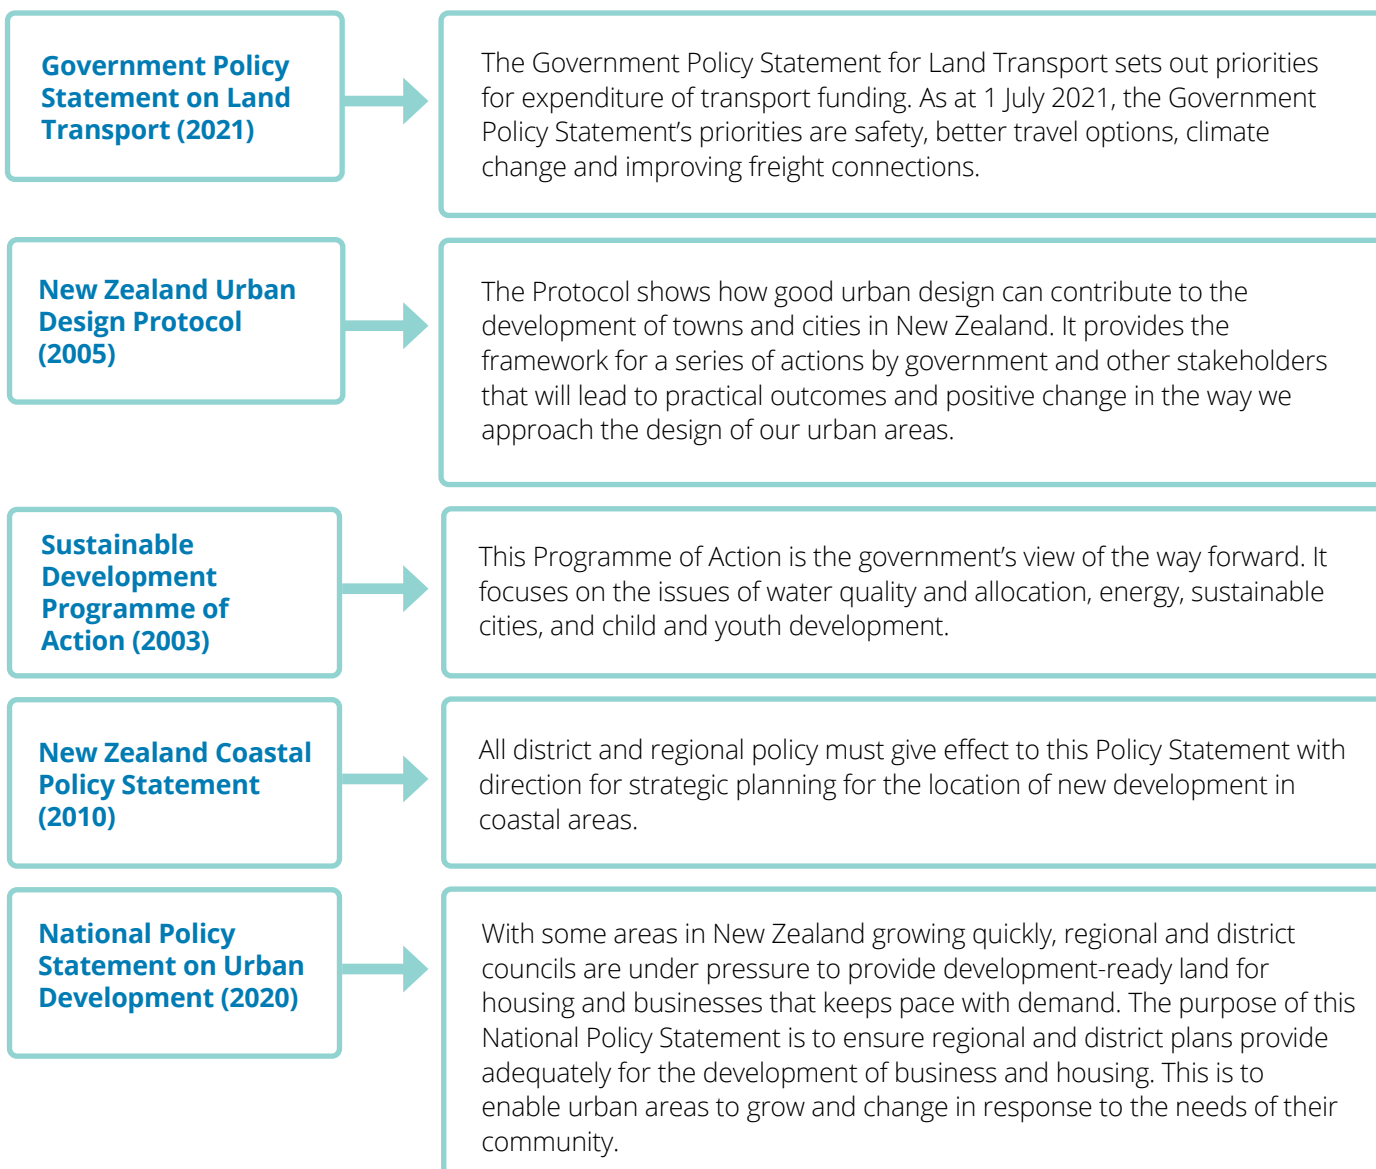 Government Policy
Statement on Land
Transport (2021)
The Government Policy Statement for Land Transport sets out priorities
for expenditure of transport funding. As at 1 July 2021, the Government
Policy Statement’s priorities are safety, better travel options, climate
change and improving freight connections.
New Zealand Urban
Design Protocol
(2005)
The Protocol shows how good urban design can contribute to the
development of towns and cities in New Zealand. It provides the
framework for a series of actions by government and other stakeholders
that will lead to practical outcomes and positive change in the way we
approach the design of our urban areas.
Sustainable
Development
Programme of
Action (2003)
This Programme of Action is the government’s view of the way forward. It
focuses on the issues of water quality and allocation, energy, sustainable
cities, and child and youth development.
New Zealand Coastal
Policy Statement
(2010)
All district and regional policy must give effect to this Policy Statement with
direction for strategic planning for the location of new development in
coastal areas.
National Policy
Statement on Urban
Development (2020)
With some areas in New Zealand growing quickly, regional and district
councils are under pressure to provide development-ready land for
housing and businesses that keeps pace with demand. The purpose of this
National Policy Statement is to ensure regional and district plans provide
adequately for the development of business and housing. This is to
enable urban areas to grow and change in response to the needs of their
community.